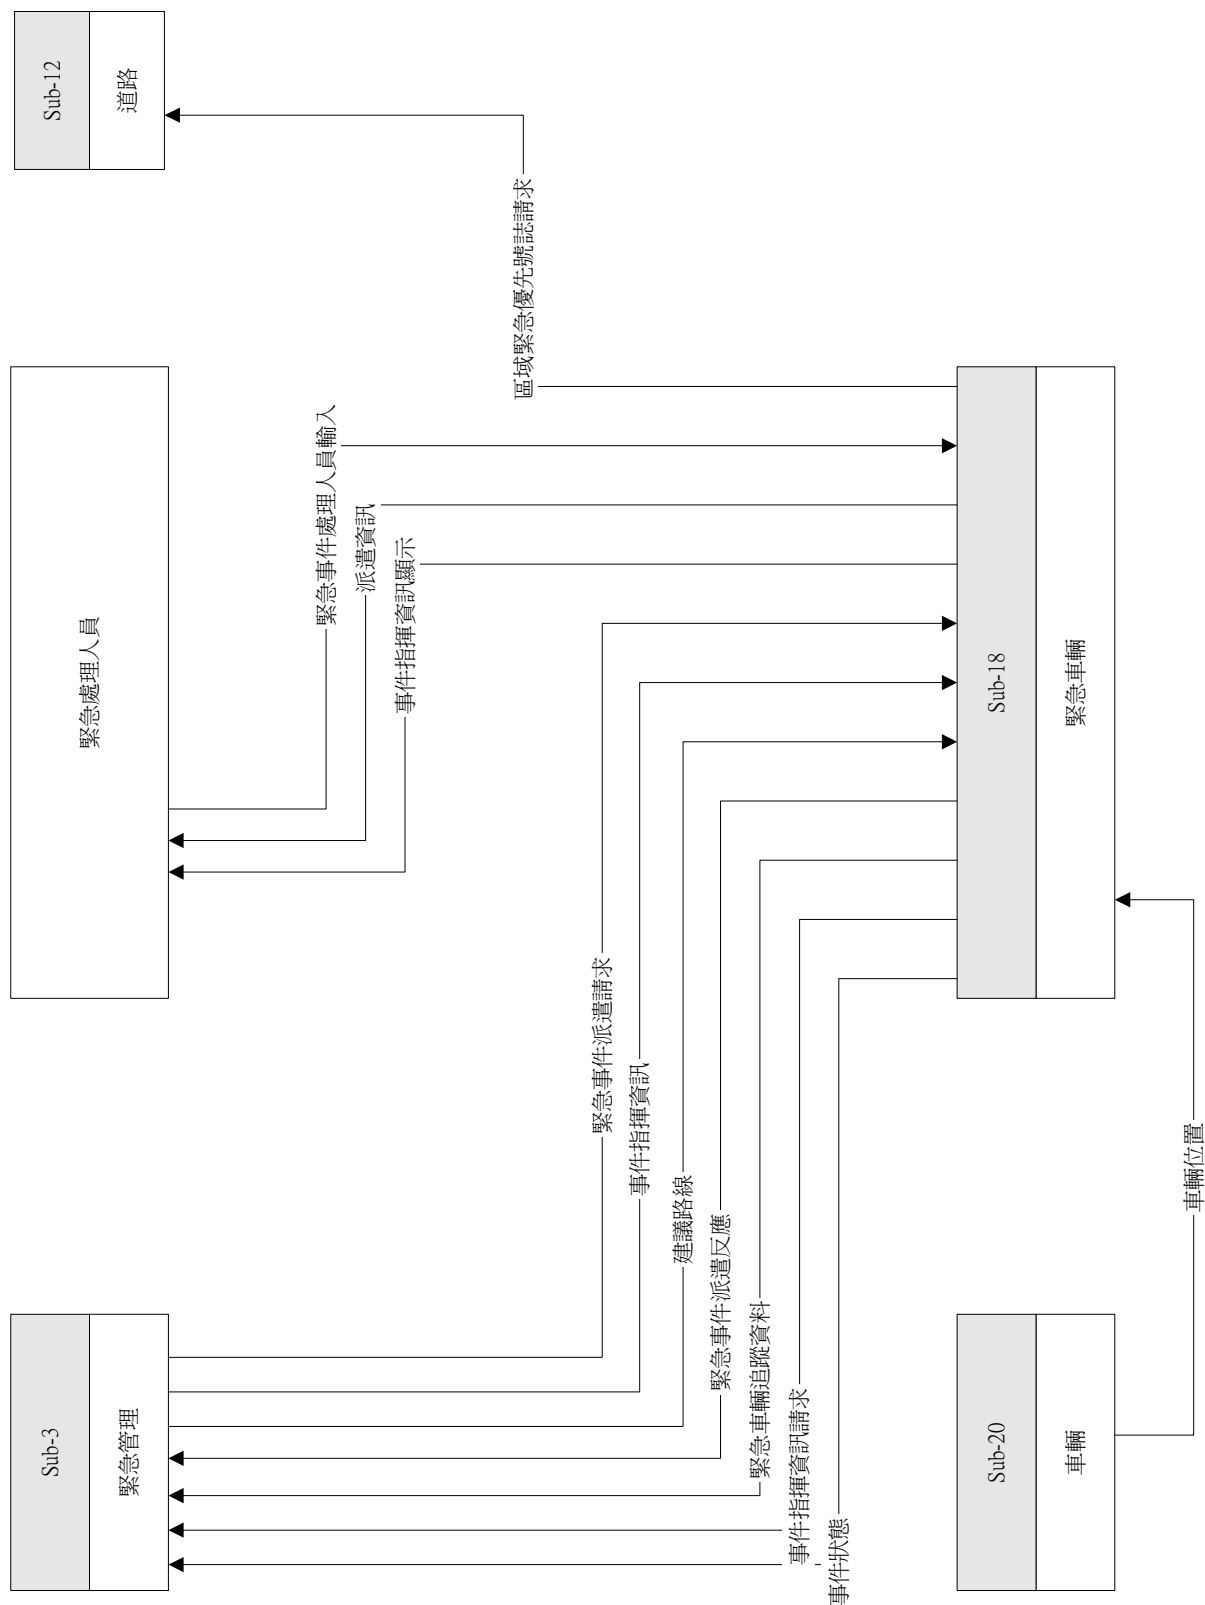 Sub-3
緊急管理
緊急處理人員
Sub-12
道路
區域緊急優先號誌請求
緊急事件處理人員輸入
派遣資訊
事件指揮資訊顯示
緊急事件派遣請求
事件指揮資訊
建議路線
緊急事件派遣反應
緊急車輛追蹤資料
事件指揮資訊請求
事件狀態
Sub-20
車輛
Sub-18
緊急車輛
車輛位置